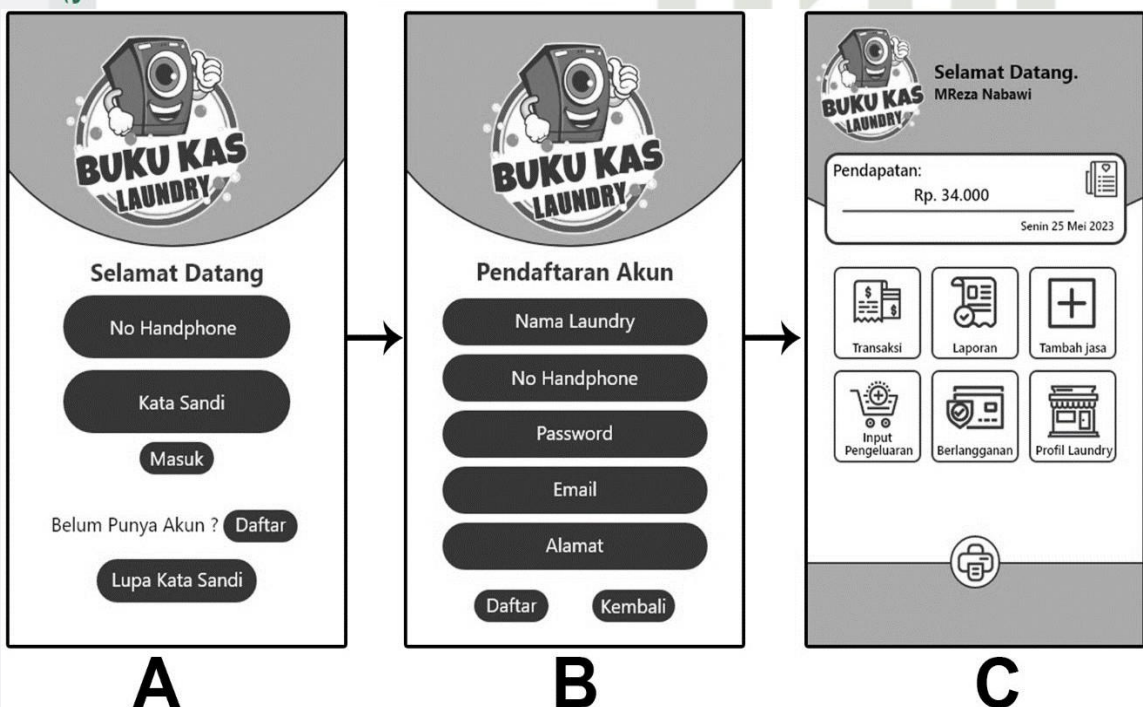 BUKU KAS
LAUNDRY
Selamat Datang
No Handphone
Kata Sandi
Masuk
Belum Punya Akun ? Daftar
Lupa Kata Sandi
A
BUKU KAS
LAUNDRY
Pendaftaran Akun
Nama Laundry
No Handphone
Password
Email
Alamat
Daftar Kembali
B
BUKU KAS
LAUNDRY
Selamat Datang.
MReza Nabawi
Pendapatan:
Rp. 34.000
Senin 25 Mei 2023
Transaksi Laporan Tambah jasa
Input
Pengeluaran Berlangganan Profil Laundry
C